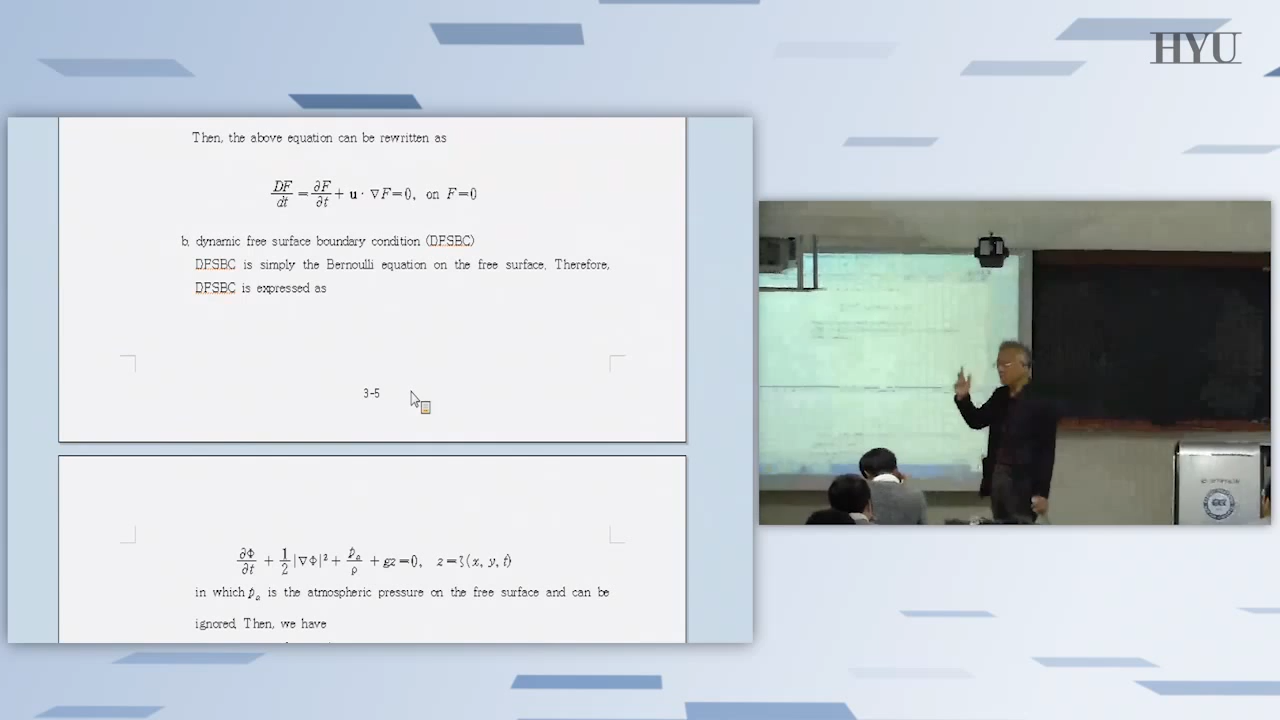 HYU
Then, the above equation can be rewritten as
DF/dt = ∂F/∂t + u · ∇F=0, on F=0
b. dynamic free surface boundary condition (DFSBC)
DFSBC is simply the Bernoulli equation on the free surface. Therefore,
DFSBC is expressed as
3-5
∂Φ/∂t + 1/2 |∇Φ|² + pₐ/ρ + gz=0, z=ζ(x, y, t)
in which pₐ is the atmospheric pressure on the free surface and can be
ignored. Then, we have